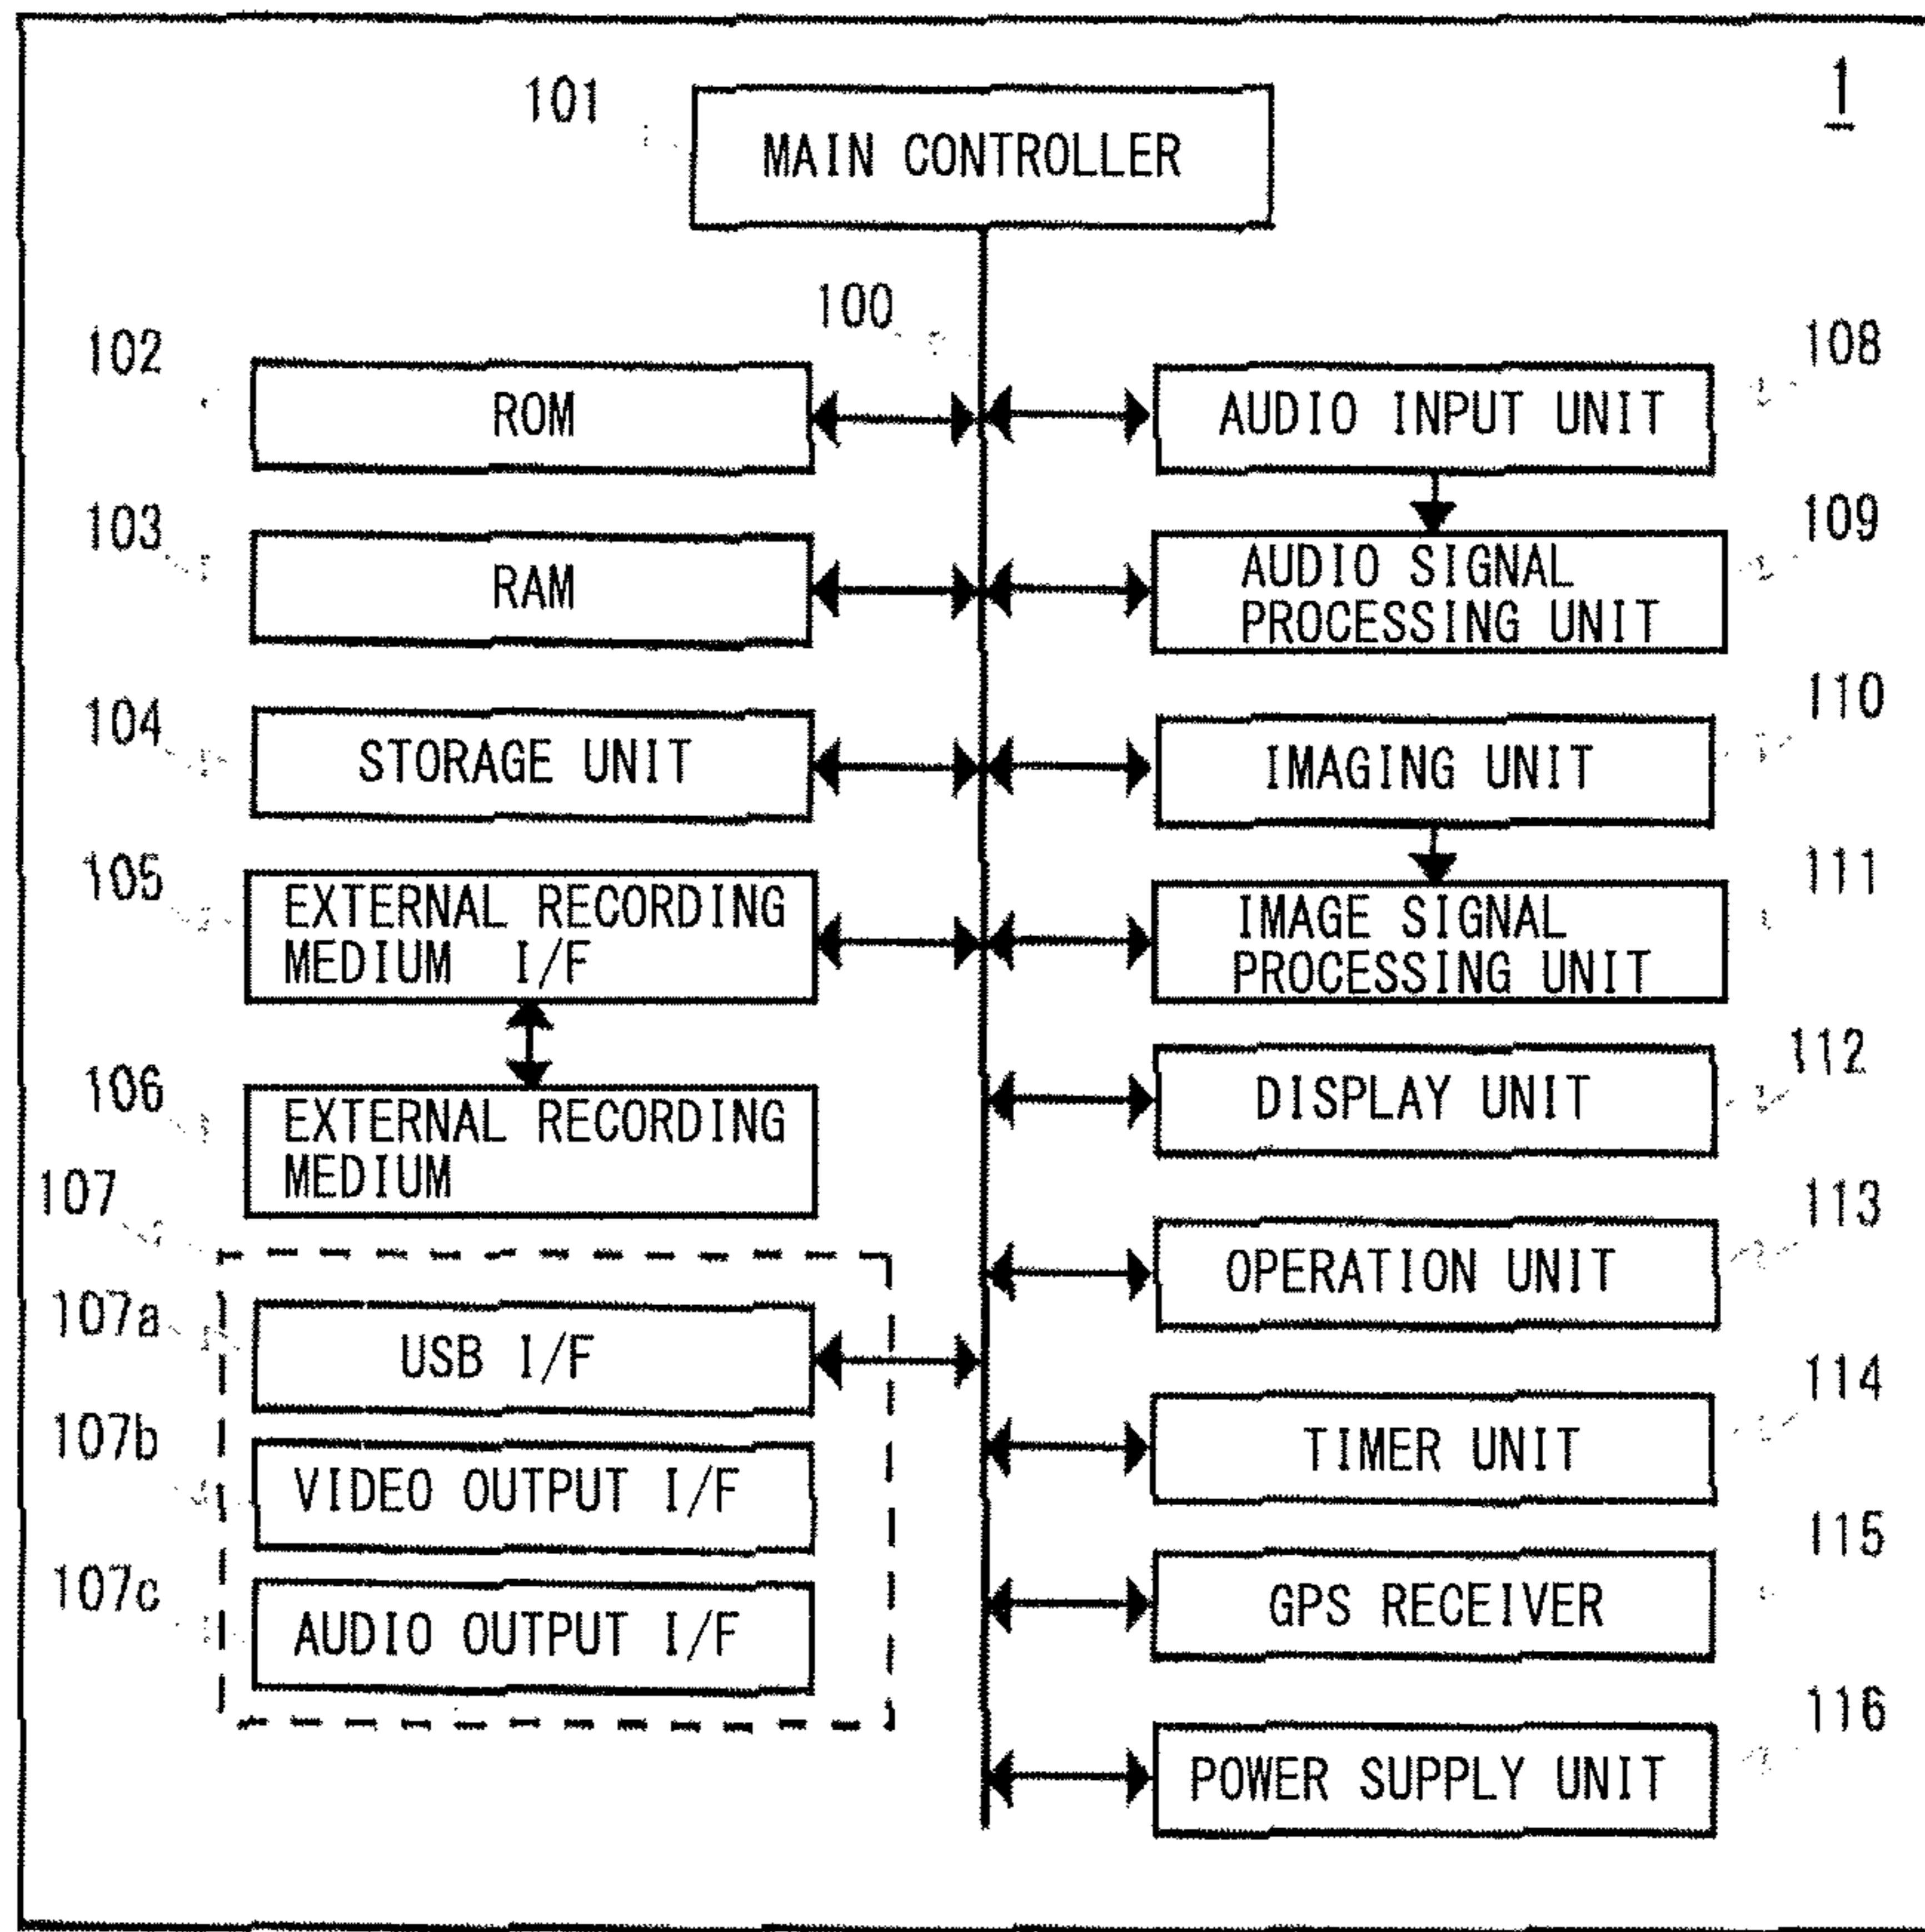 1
101
MAIN CONTROLLER
100
102
ROM
103
RAM
104
STORAGE UNIT
105
EXTERNAL RECORDING
MEDIUM I/F
106
EXTERNAL RECORDING
MEDIUM
107
107a
USB I/F
107b
VIDEO OUTPUT I/F
107c
AUDIO OUTPUT I/F
108
AUDIO INPUT UNIT
109
AUDIO SIGNAL
PROCESSING UNIT
110
IMAGING UNIT
111
IMAGE SIGNAL
PROCESSING UNIT
112
DISPLAY UNIT
113
OPERATION UNIT
114
TIMER UNIT
115
GPS RECEIVER
116
POWER SUPPLY UNIT